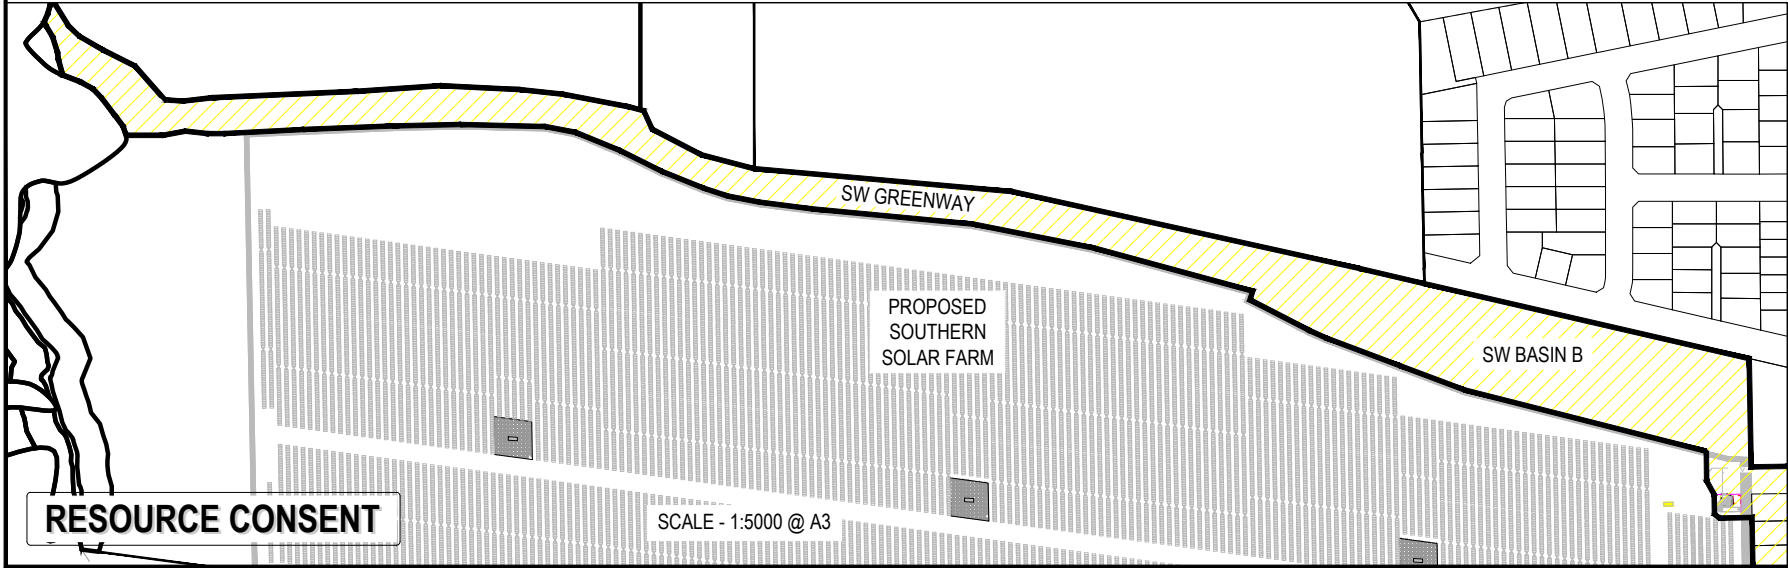 SW GREENWAY
PROPOSED
SOUTHERN
SOLAR FARM
SW BASIN B
RESOURCE CONSENT
SCALE - 1:5000 @ A3